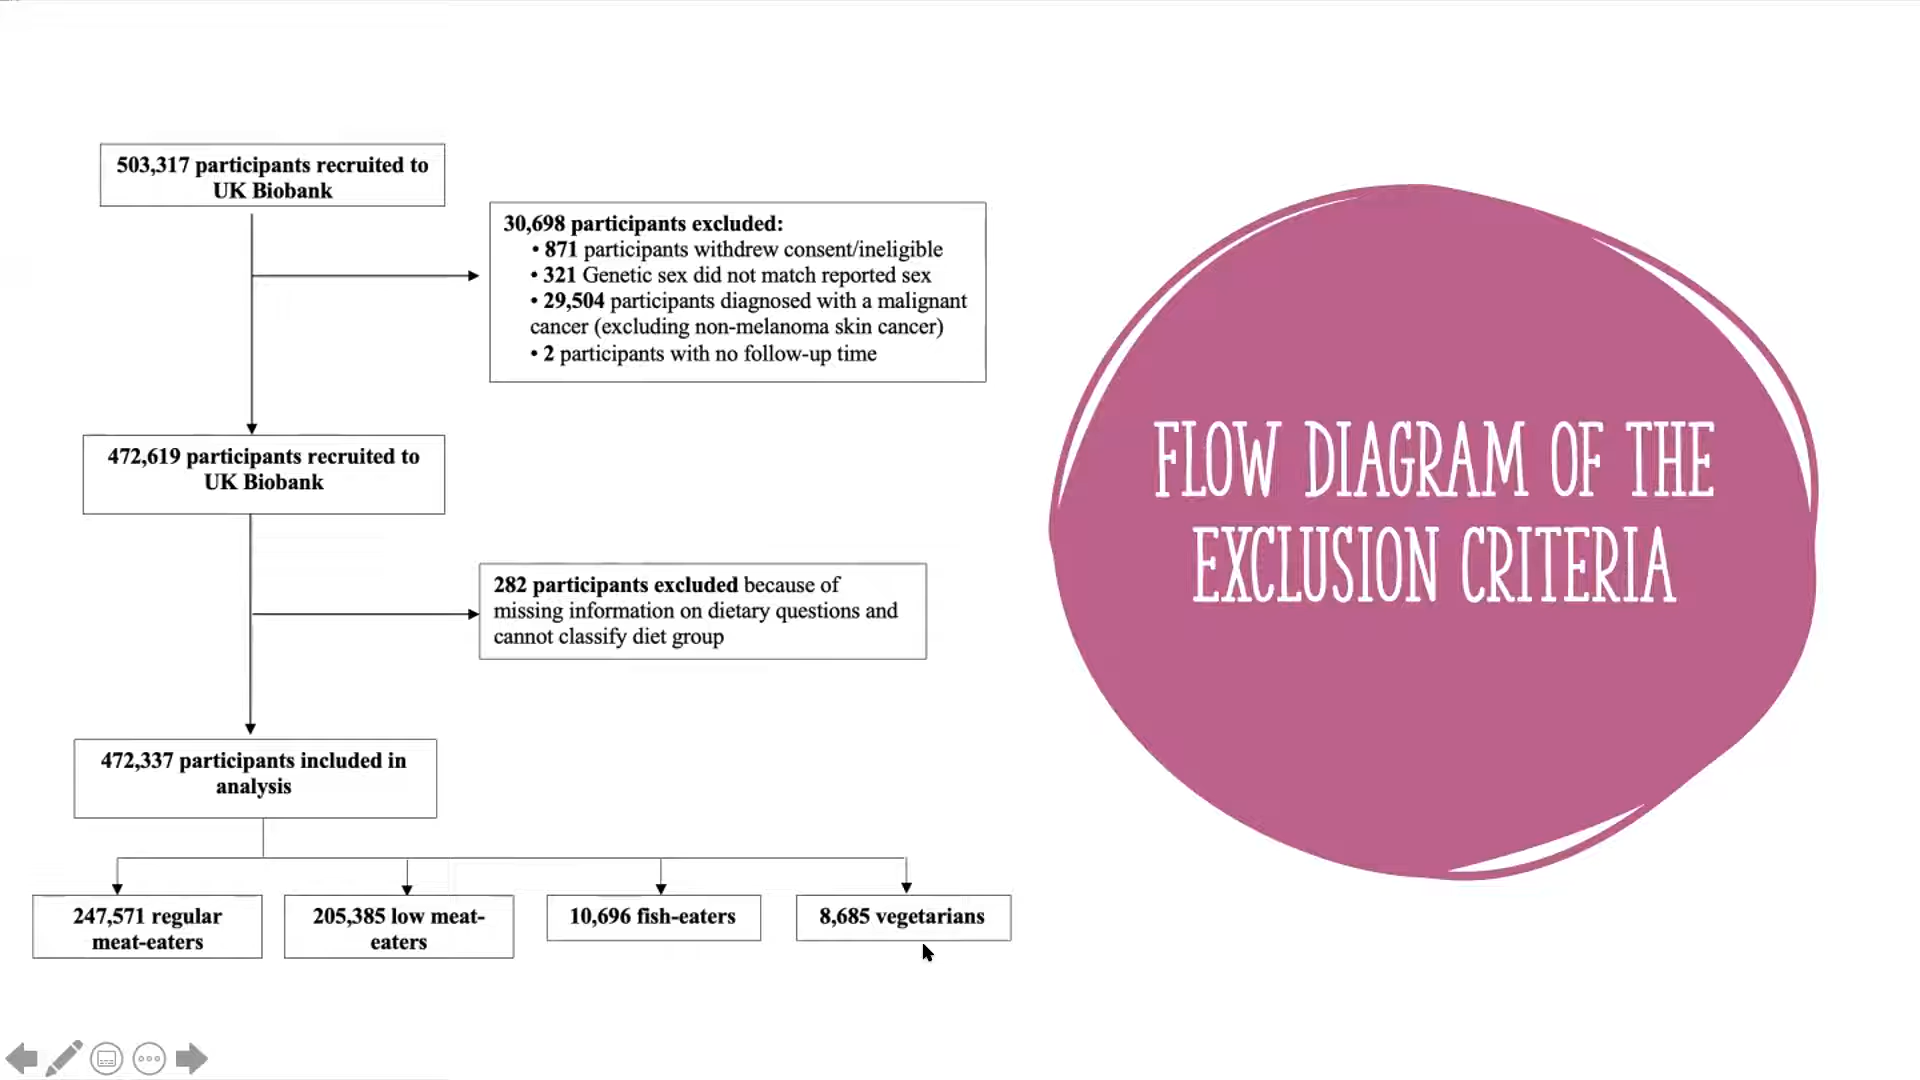 503,317 participants recruited to
UK Biobank
30,698 participants excluded:
• 871 participants withdrew consent/ineligible
• 321 Genetic sex did not match reported sex
• 29,504 participants diagnosed with a malignant
cancer (excluding non-melanoma skin cancer)
• 2 participants with no follow-up time
472,619 participants recruited to
UK Biobank
282 participants excluded because of
missing information on dietary questions and
cannot classify diet group
472,337 participants included in
analysis
247,571 regular
meat-eaters
205,385 low meat-
eaters
10,696 fish-eaters
8,685 vegetarians
FLOW DIAGRAM OF THE
EXCLUSION CRITERIA